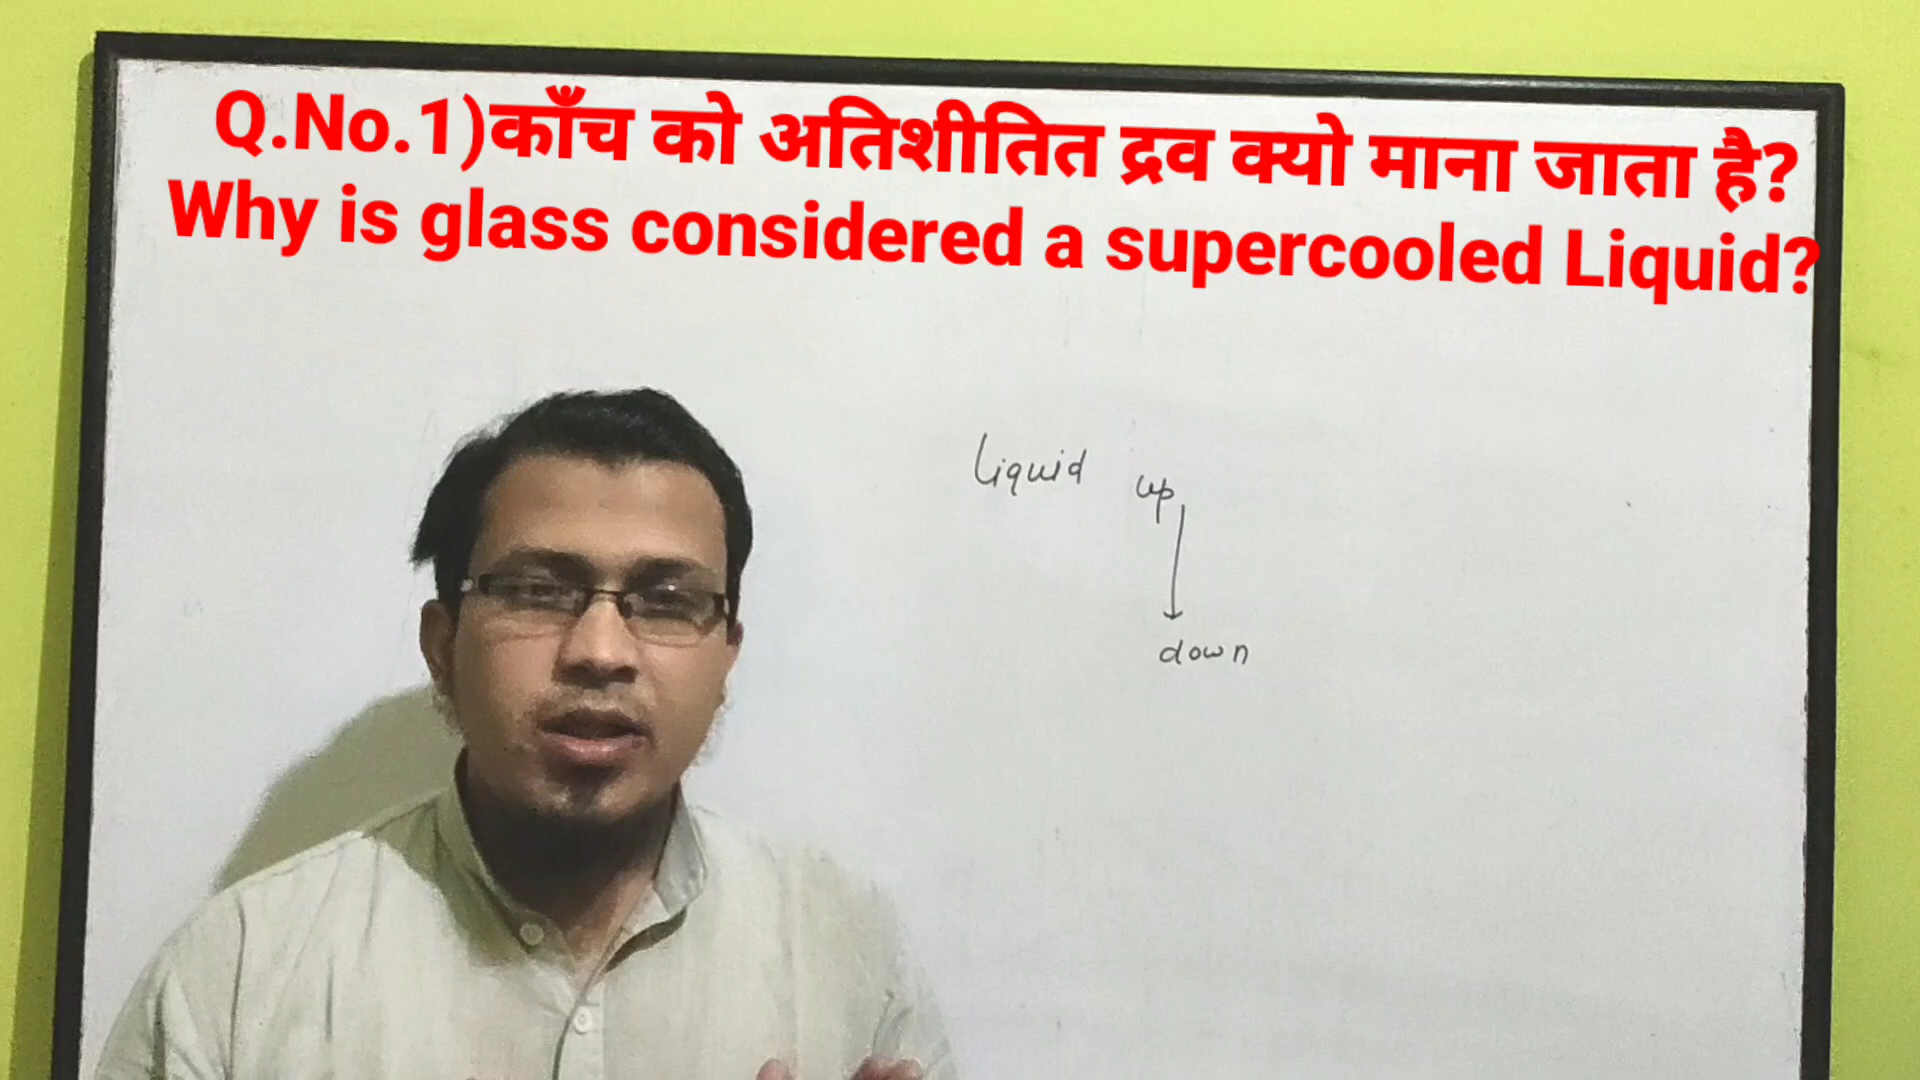 Q.No.1)काँच को अतिशीतित द्रव क्यो माना जाता है?
Why is glass considered a supercooled Liquid?
Liquid up
down